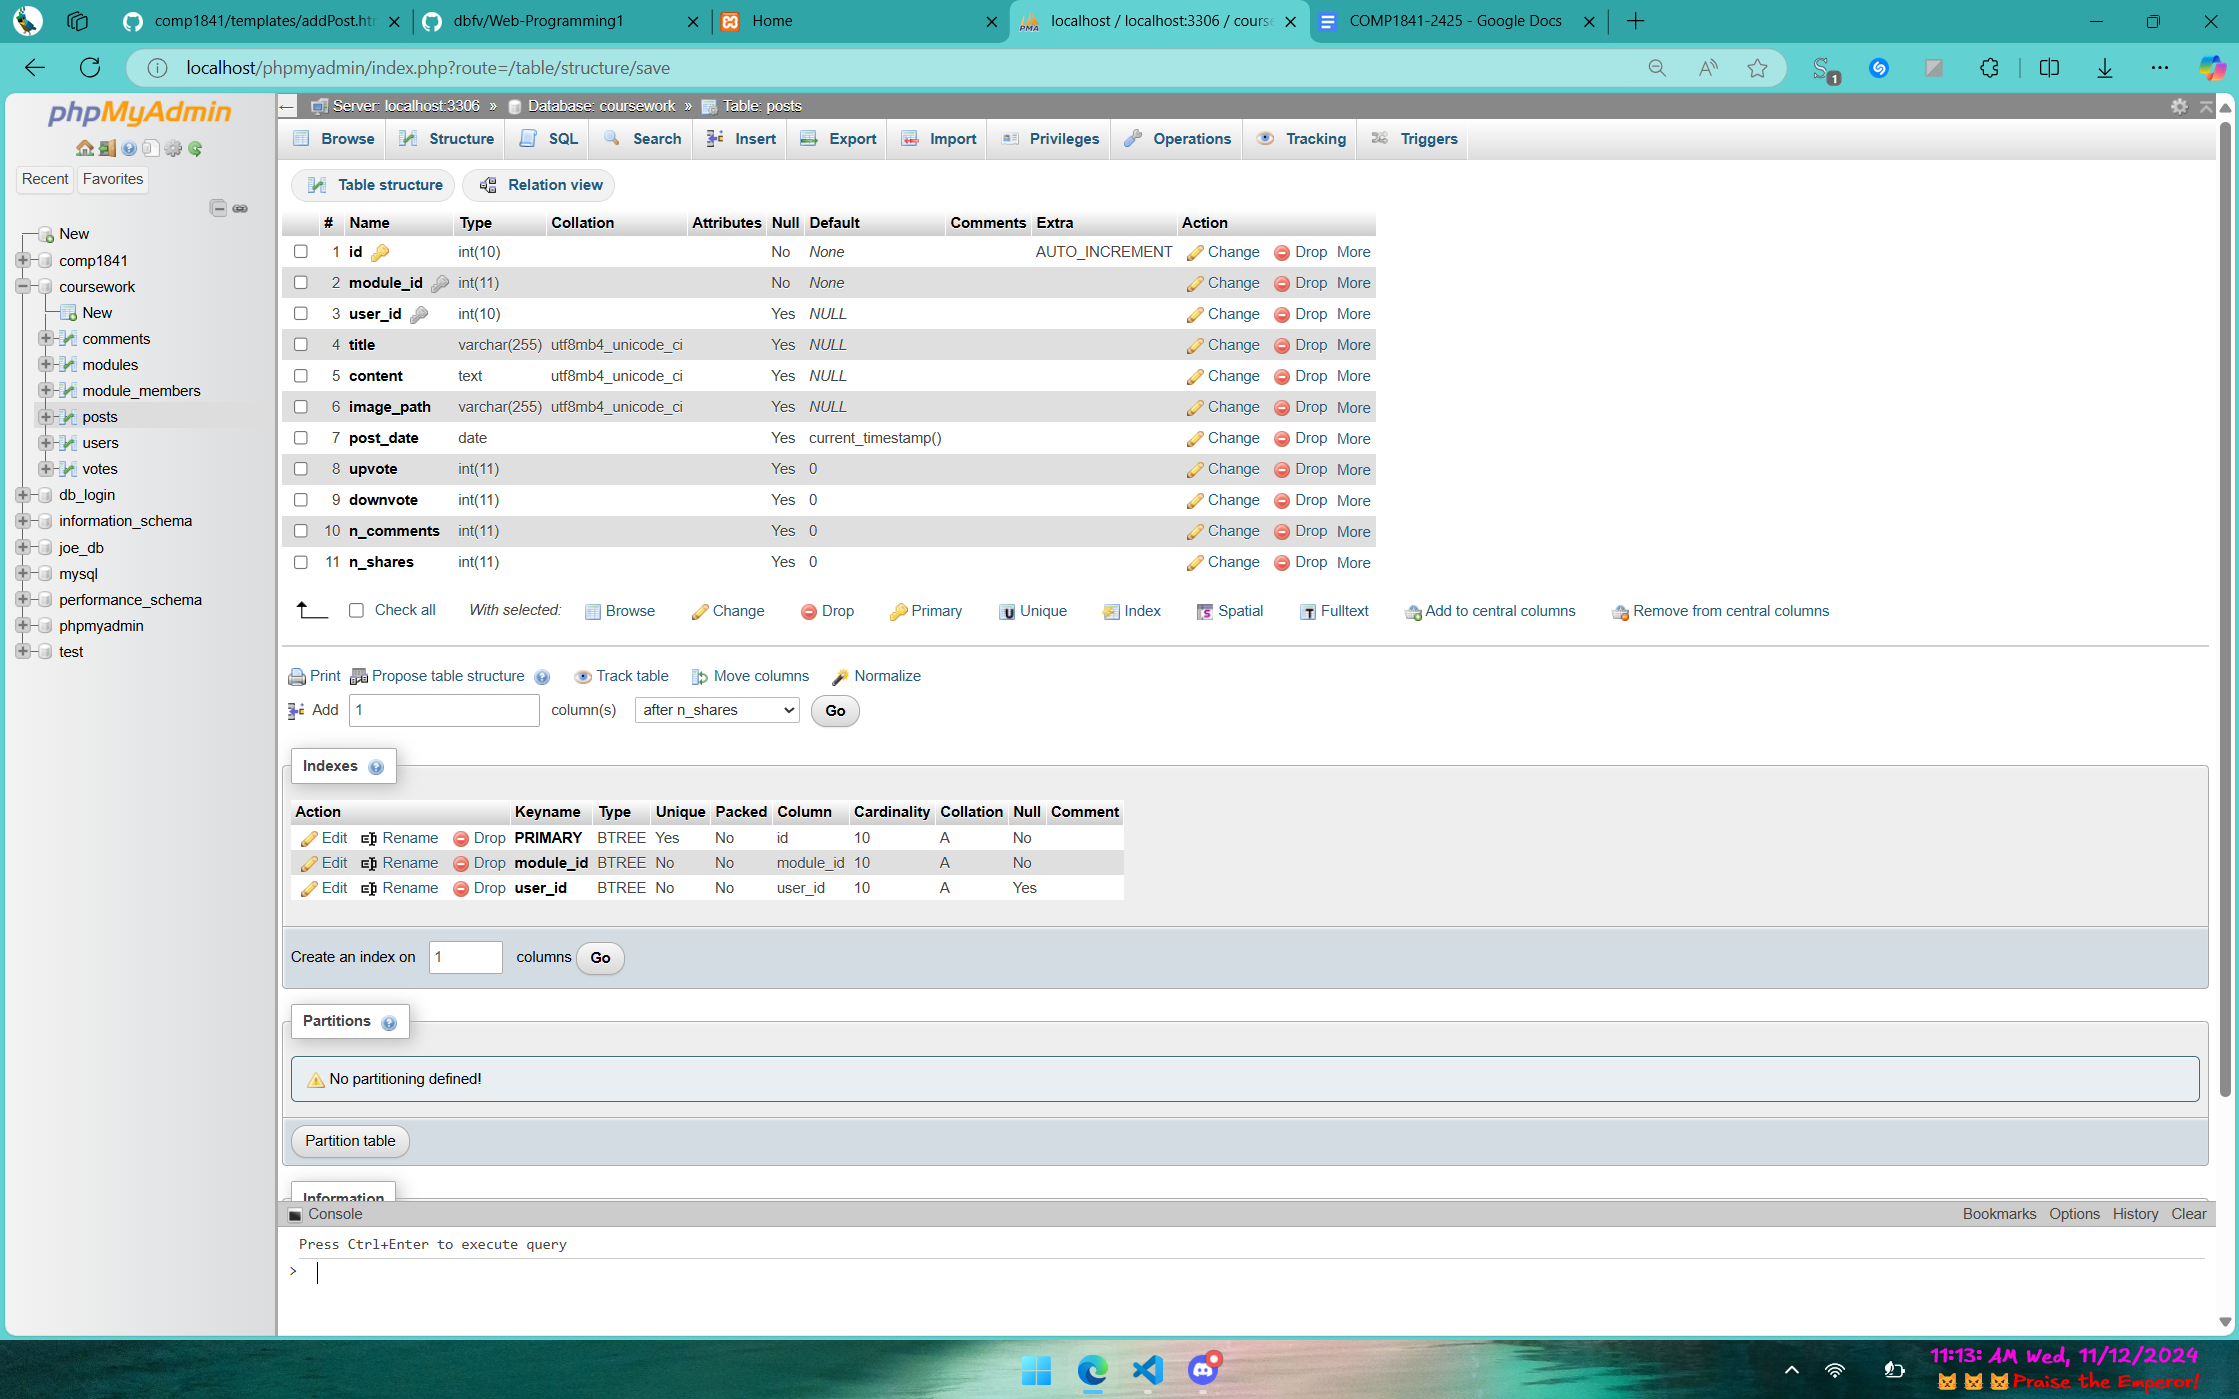 comp1841/templates/addPost.htm
dbfv/Web-Programming1
Home
localhost / localhost:3306 / course
COMP1841-2425 - Google Docs
localhost/phpmyadmin/index.php?route=/table/structure/save
1
phpMyAdmin
Recent Favorites
New
comp1841
coursework
New
comments
modules
module_members
posts
users
votes
db_login
information_schema
joe_db
mysql
performance_schema
phpmyadmin
test
Server: localhost:3306 » Database: coursework » Table: posts
Browse Structure SQL Search Insert Export Import Privileges Operations Tracking Triggers
Table structure Relation view
# Name Type Collation Attributes Null Default Comments Extra Action
1 id int(10) No None AUTO_INCREMENT Change Drop More
2 module_id int(11) No None Change Drop More
3 user_id int(10) Yes NULL Change Drop More
4 title varchar(255) utf8mb4_unicode_ci Yes NULL Change Drop More
5 content text utf8mb4_unicode_ci Yes NULL Change Drop More
6 image_path varchar(255) utf8mb4_unicode_ci Yes NULL Change Drop More
7 post_date date Yes current_timestamp() Change Drop More
8 upvote int(11) Yes 0 Change Drop More
9 downvote int(11) Yes 0 Change Drop More
10 n_comments int(11) Yes 0 Change Drop More
11 n_shares int(11) Yes 0 Change Drop More
Check all With selected: Browse Change Drop Primary Unique Index Spatial Fulltext Add to central columns Remove from central columns
Print Propose table structure Track table Move columns Normalize
Add 1 column(s) after n_shares Go
Indexes
Action Keyname Type Unique Packed Column Cardinality Collation Null Comment
Edit Rename Drop PRIMARY BTREE Yes No id 10 A No
Edit Rename Drop module_id BTREE No No module_id 10 A No
Edit Rename Drop user_id BTREE No No user_id 10 A Yes
Create an index on 1 columns Go
Partitions
No partitioning defined!
Partition table
Information
Console Bookmarks Options History Clear
Press Ctrl+Enter to execute query
>
11:13: AM Wed, 11/12/2024
Praise the Emperor!